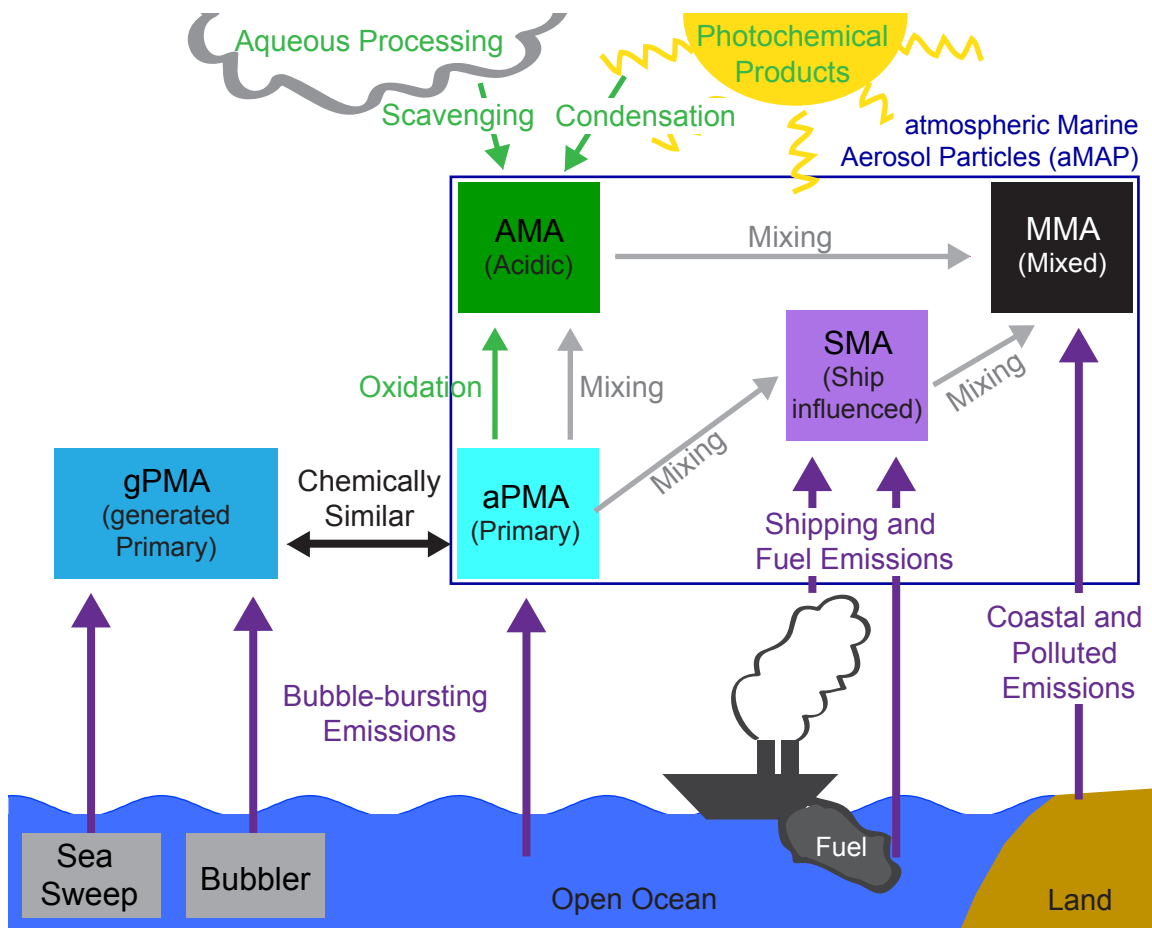 Aqueous Processing
Photochemical
Products
Scavenging
Condensation
atmospheric Marine
Aerosol Particles (aMAP)
AMA
(Acidic)
Mixing
MMA
(Mixed)
Oxidation
Mixing
Mixing
SMA
(Ship
influenced)
Mixing
gPMA
(generated
Primary)
Chemically
Similar
aPMA
(Primary)
Shipping and
Fuel Emissions
Bubble-bursting
Emissions
Coastal and
Polluted
Emissions
Sea
Sweep
Bubbler
Open Ocean
Fuel
Land